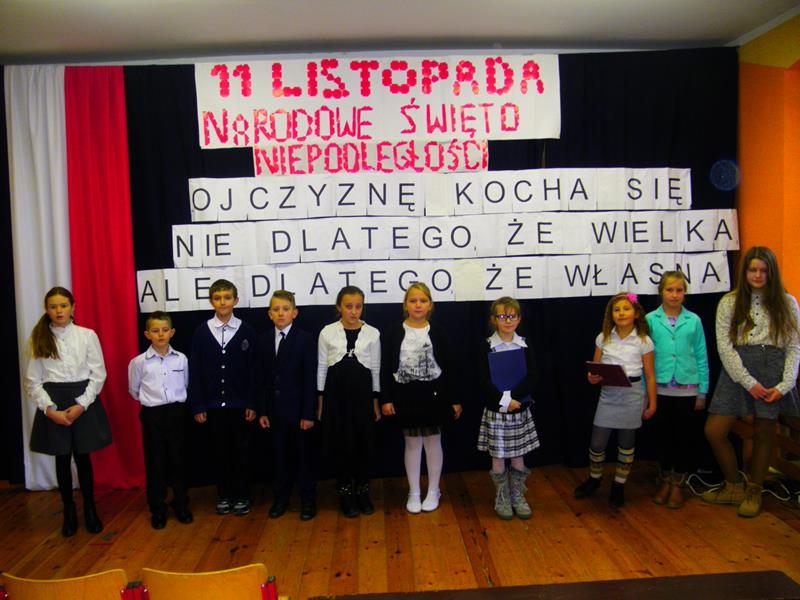 11 LISTOPADA
NARODOWE ŚWIĘTO
NIEPODLEGŁOŚCI
OJCZYZNĘ KOCHA SIĘ
NIE DLATEGO, ŻE WIELKA
ALE DLATEGO, ŻE WŁASNA